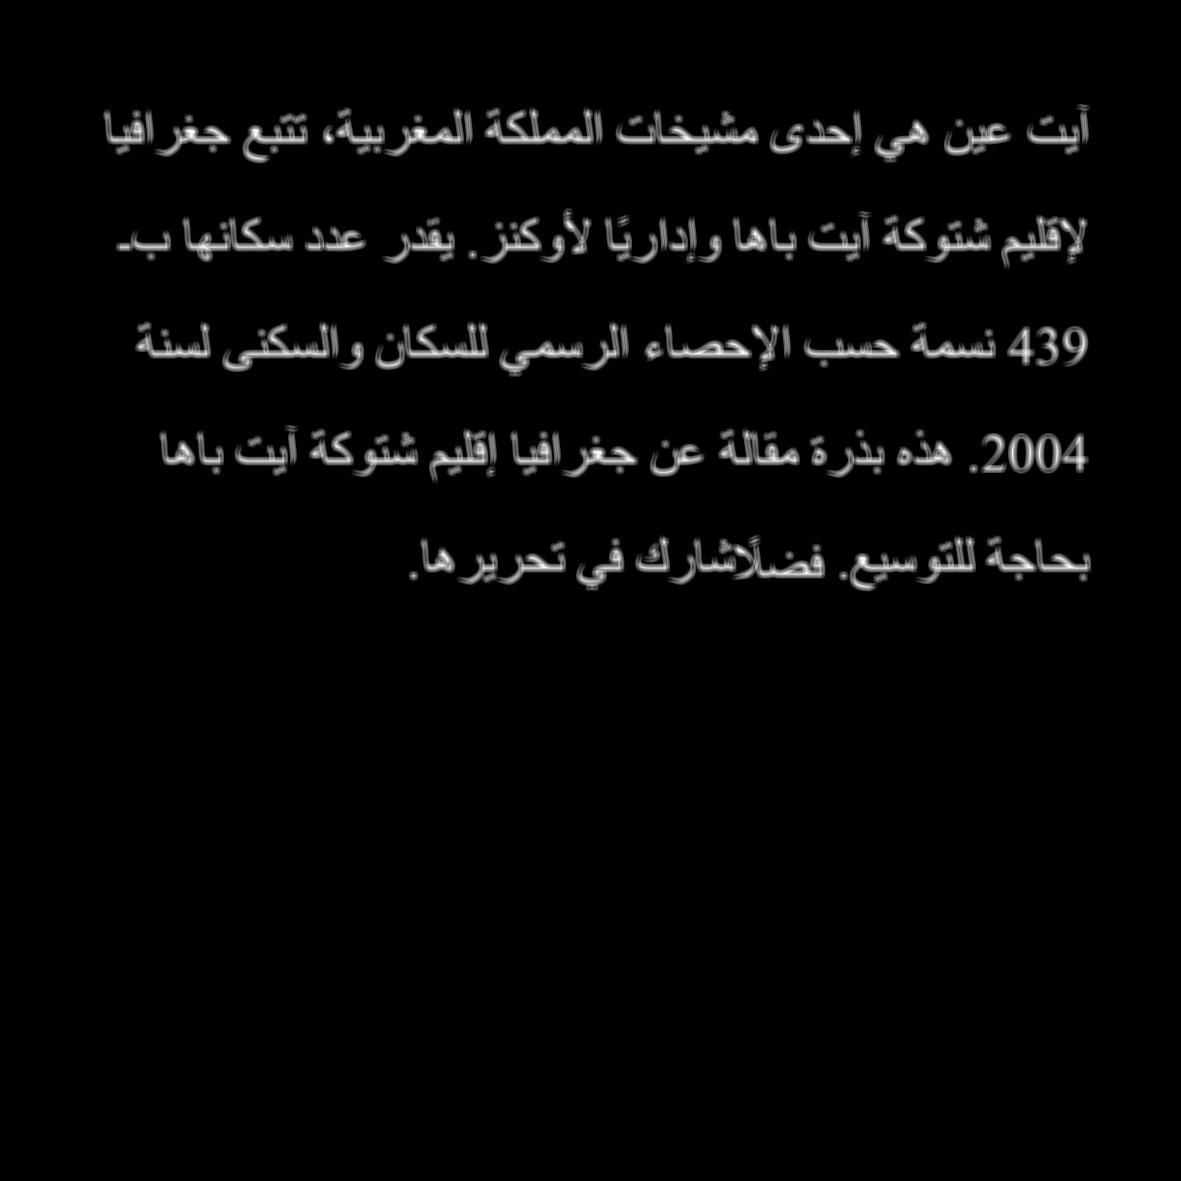 آيت عين هي إحدى مشيخات المملكة المغربية، تتبع جغرافيا
لإقليم شتوكة آيت باها وإداريًا لأوكنز. يقدر عدد سكانها بـ
439 نسمة حسب الإحصاء الرسمي للسكان والسكنى لسنة
2004. هذه بذرة مقالة عن جغرافيا إقليم شتوكة آيت باها
بحاجة للتوسيع. فضلًاشارك في تحريرها.